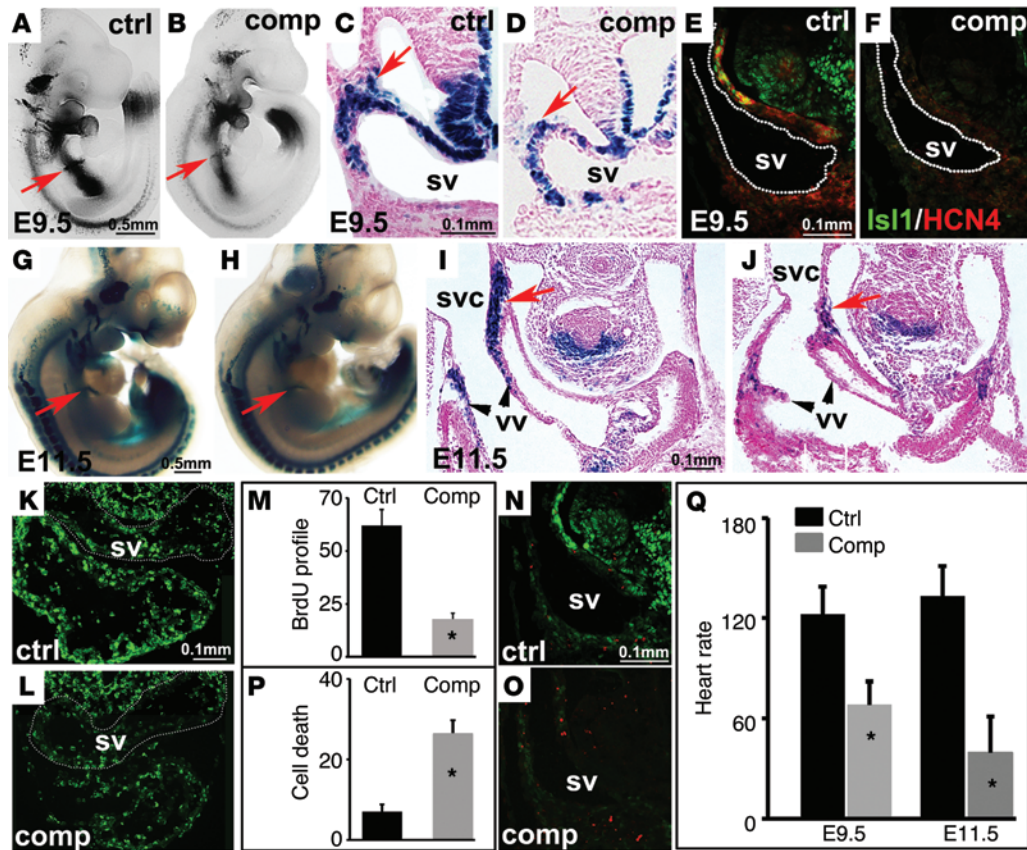 A ctrl E9.5 0.5mm
B comp
C ctrl sv E9.5 0.1mm
D comp sv
E ctrl sv E9.5 0.1mm
F comp sv Isl1/HCN4
G E11.5 0.5mm
H
I svc vv E11.5 0.1mm
J svc vv
K sv ctrl 0.1mm
L sv comp
M Ctrl Comp
BrdU profile
70
50
25
0
*
N sv ctrl 0.1mm
O sv comp
P Ctrl Comp
Cell death
40
20
0
*
Q
Ctrl
Comp
Heart rate
180
120
60
0
*
*
E9.5 E11.5